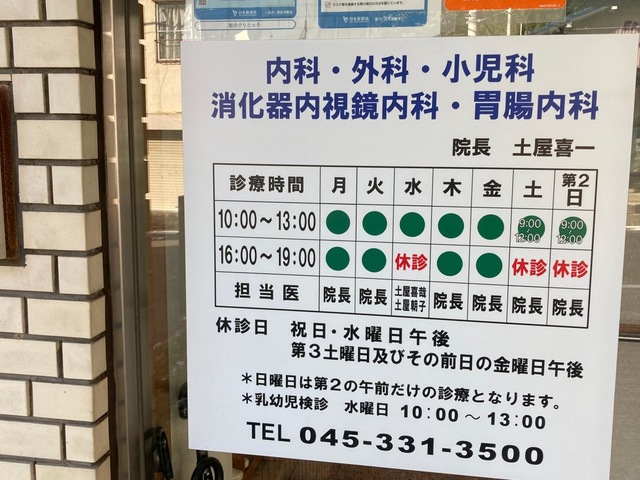 内科・外科・小児科
消化器内視鏡内科・胃腸内科
院長 土屋喜一
診療時間 月 火 水 木 金 土 第2日
10:00～13:00 ● ● ● ● ● 9:00 12:00 9:00 12:00
16:00～19:00 ● ● 休診 ● ● 休診 休診
担当医 院長 院長 土屋喜哉 土屋朝子 院長 院長 院長 院長
休診日 祝日・水曜日午後
第3土曜日及びその前日の金曜日午後
＊日曜日は第2の午前だけの診療となります。
＊乳幼児検診 水曜日 10:00～13:00
TEL 045-331-3500